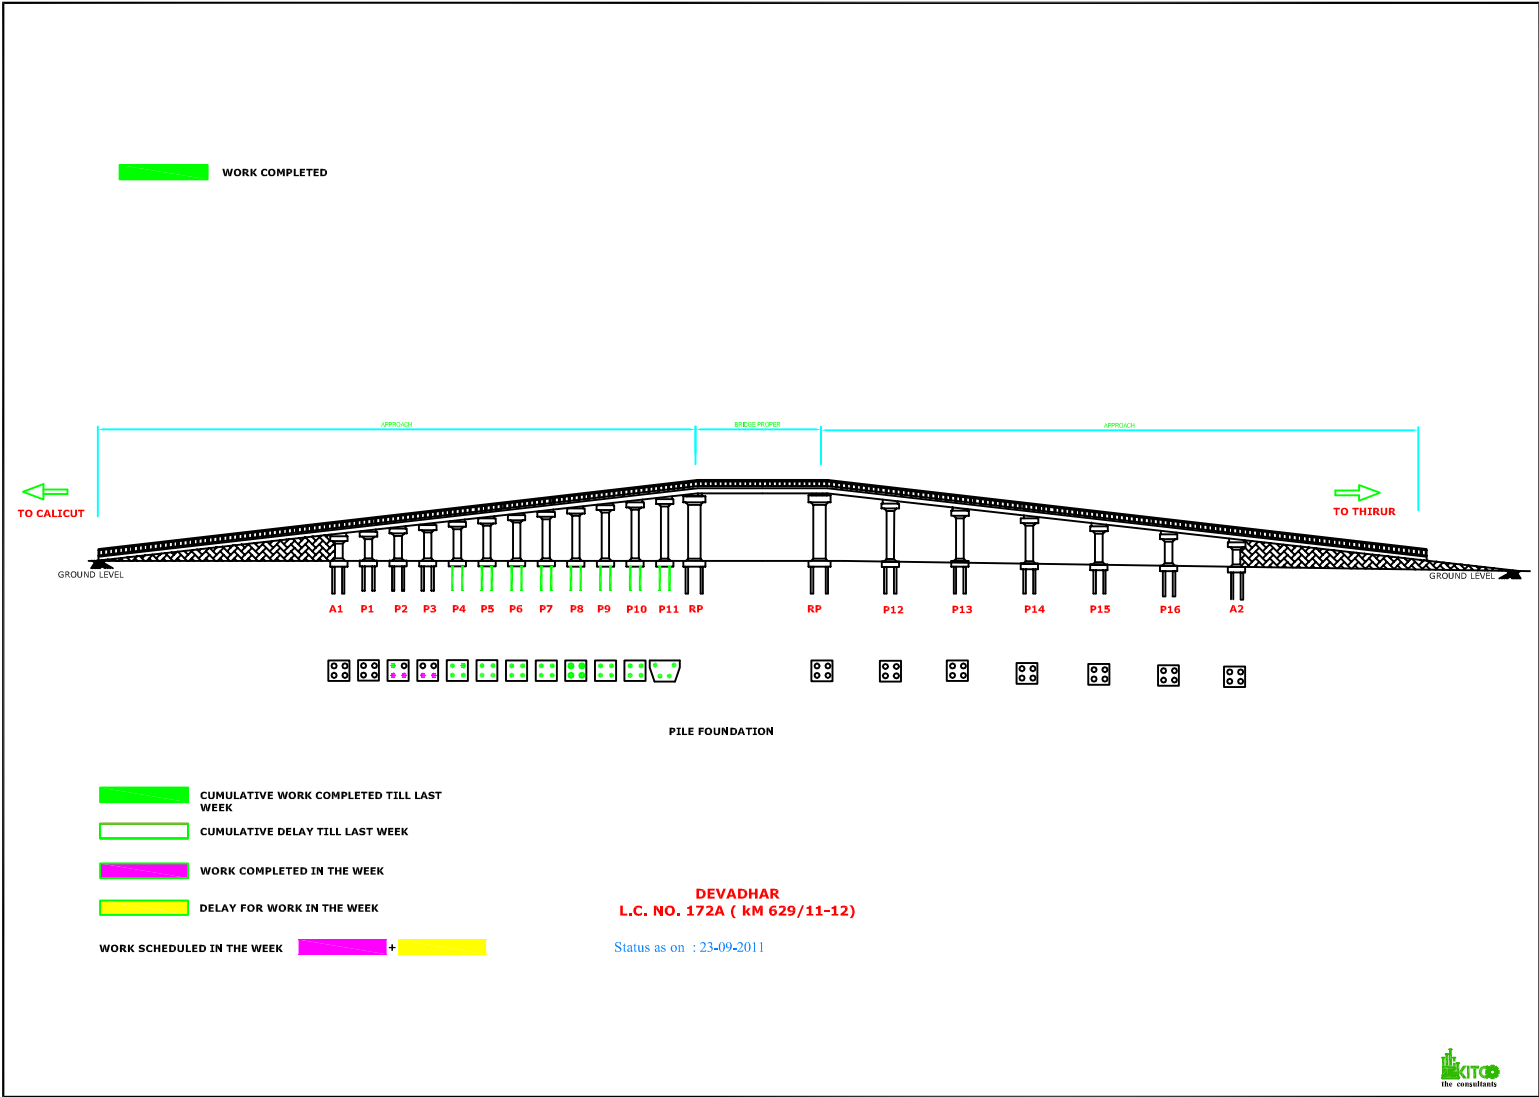 WORK COMPLETED
APPROACH
BRIDGE PROPER
APPROACH
TO CALICUT
TO THIRUR
GROUND LEVEL
GROUND LEVEL
A1 P1 P2 P3 P4 P5 P6 P7 P8 P9 P10 P11 RP RP P12 P13 P14 P15 P16 A2
PILE FOUNDATION
CUMULATIVE WORK COMPLETED TILL LAST
WEEK
CUMULATIVE DELAY TILL LAST WEEK
WORK COMPLETED IN THE WEEK
DELAY FOR WORK IN THE WEEK
WORK SCHEDULED IN THE WEEK +
DEVADHAR
L.C. NO. 172A ( kM 629/11-12)
Status as on : 23-09-2011
KITCO
the consultants